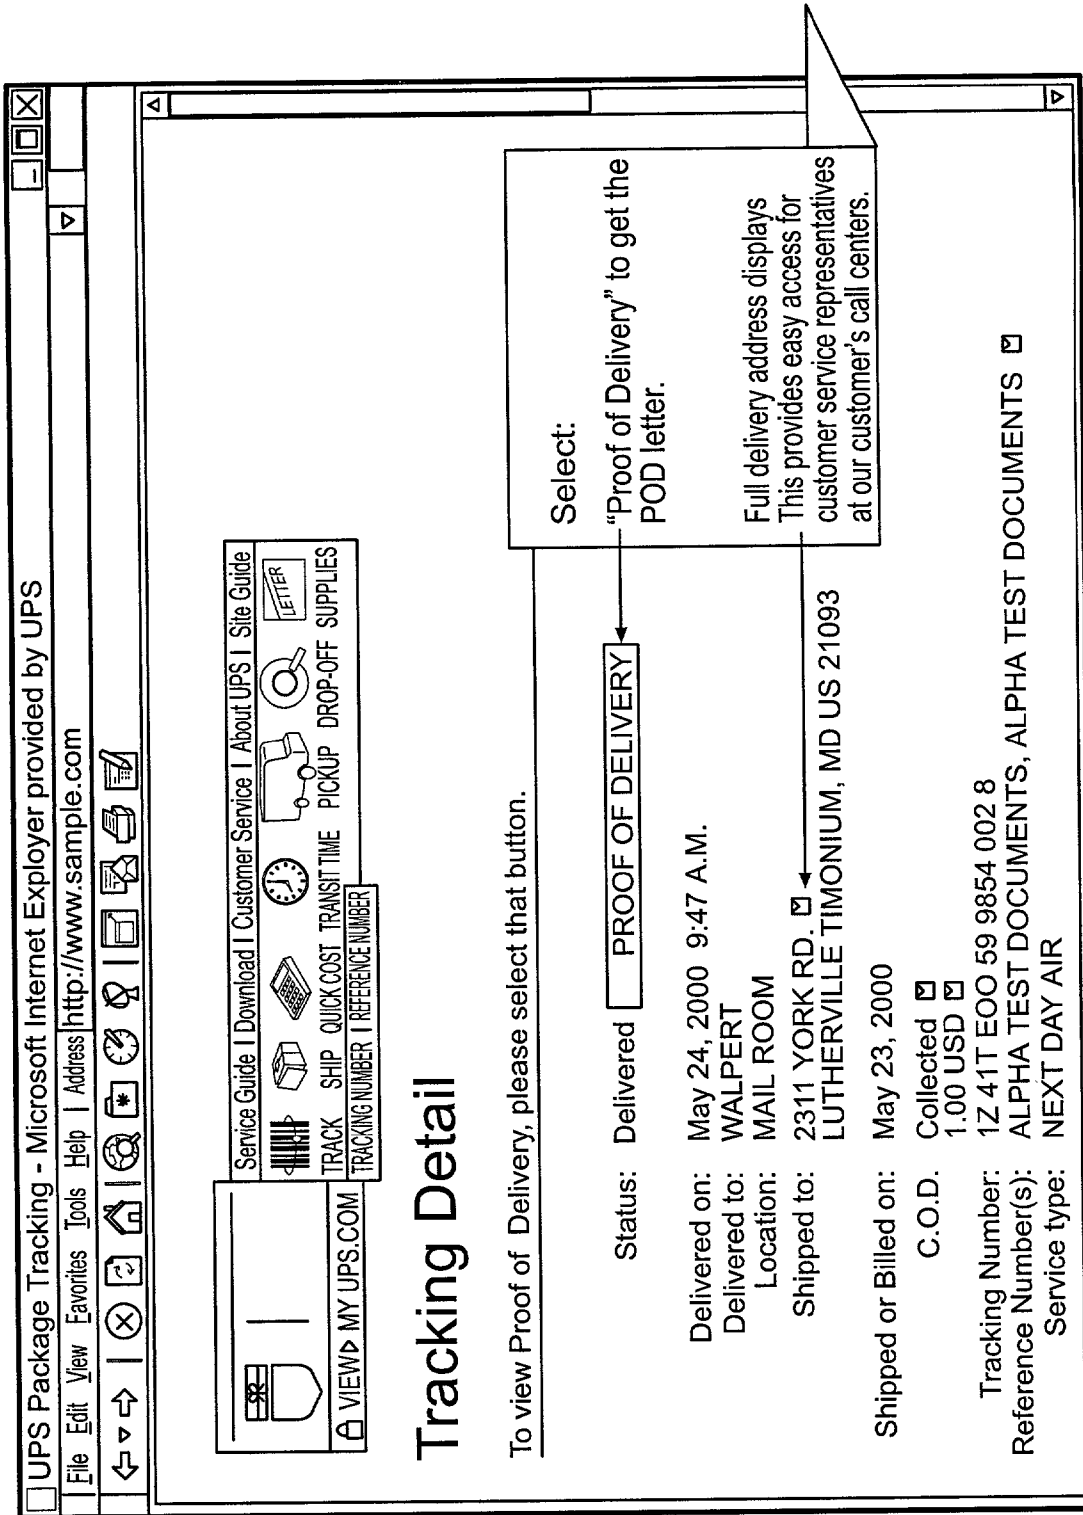 UPS Package Tracking - Microsoft Internet Exployer provided by UPS
File Edit View Favorites Tools Help | Address http://www.sample.com
Service Guide | Download | Customer Service | About UPS | Site Guide
LETTER
TRACK SHIP QUICK COST TRANSIT TIME PICKUP DROP-OFF SUPPLIES
VIEW MY UPS.COM
TRACKING NUMBER | REFERENCE NUMBER
Tracking Detail
To view Proof of Delivery, please select that button.
Select:
"Proof of Delivery" to get the
POD letter.
Full delivery address displays
This provides easy access for
customer service representatives
at our customer's call centers.
Status: Delivered PROOF OF DELIVERY
Delivered on: May 24, 2000 9:47 A.M.
Delivered to: WALPERT
Location: MAIL ROOM
Shipped to: 2311 YORK RD.
LUTHERVILLE TIMONIUM, MD US 21093
Shipped or Billed on: May 23, 2000
C.O.D. Collected
1.00 USD
Tracking Number: 1Z 41T EOO 59 9854 002 8
Reference Number(s): ALPHA TEST DOCUMENTS, ALPHA TEST DOCUMENTS
Service type: NEXT DAY AIR